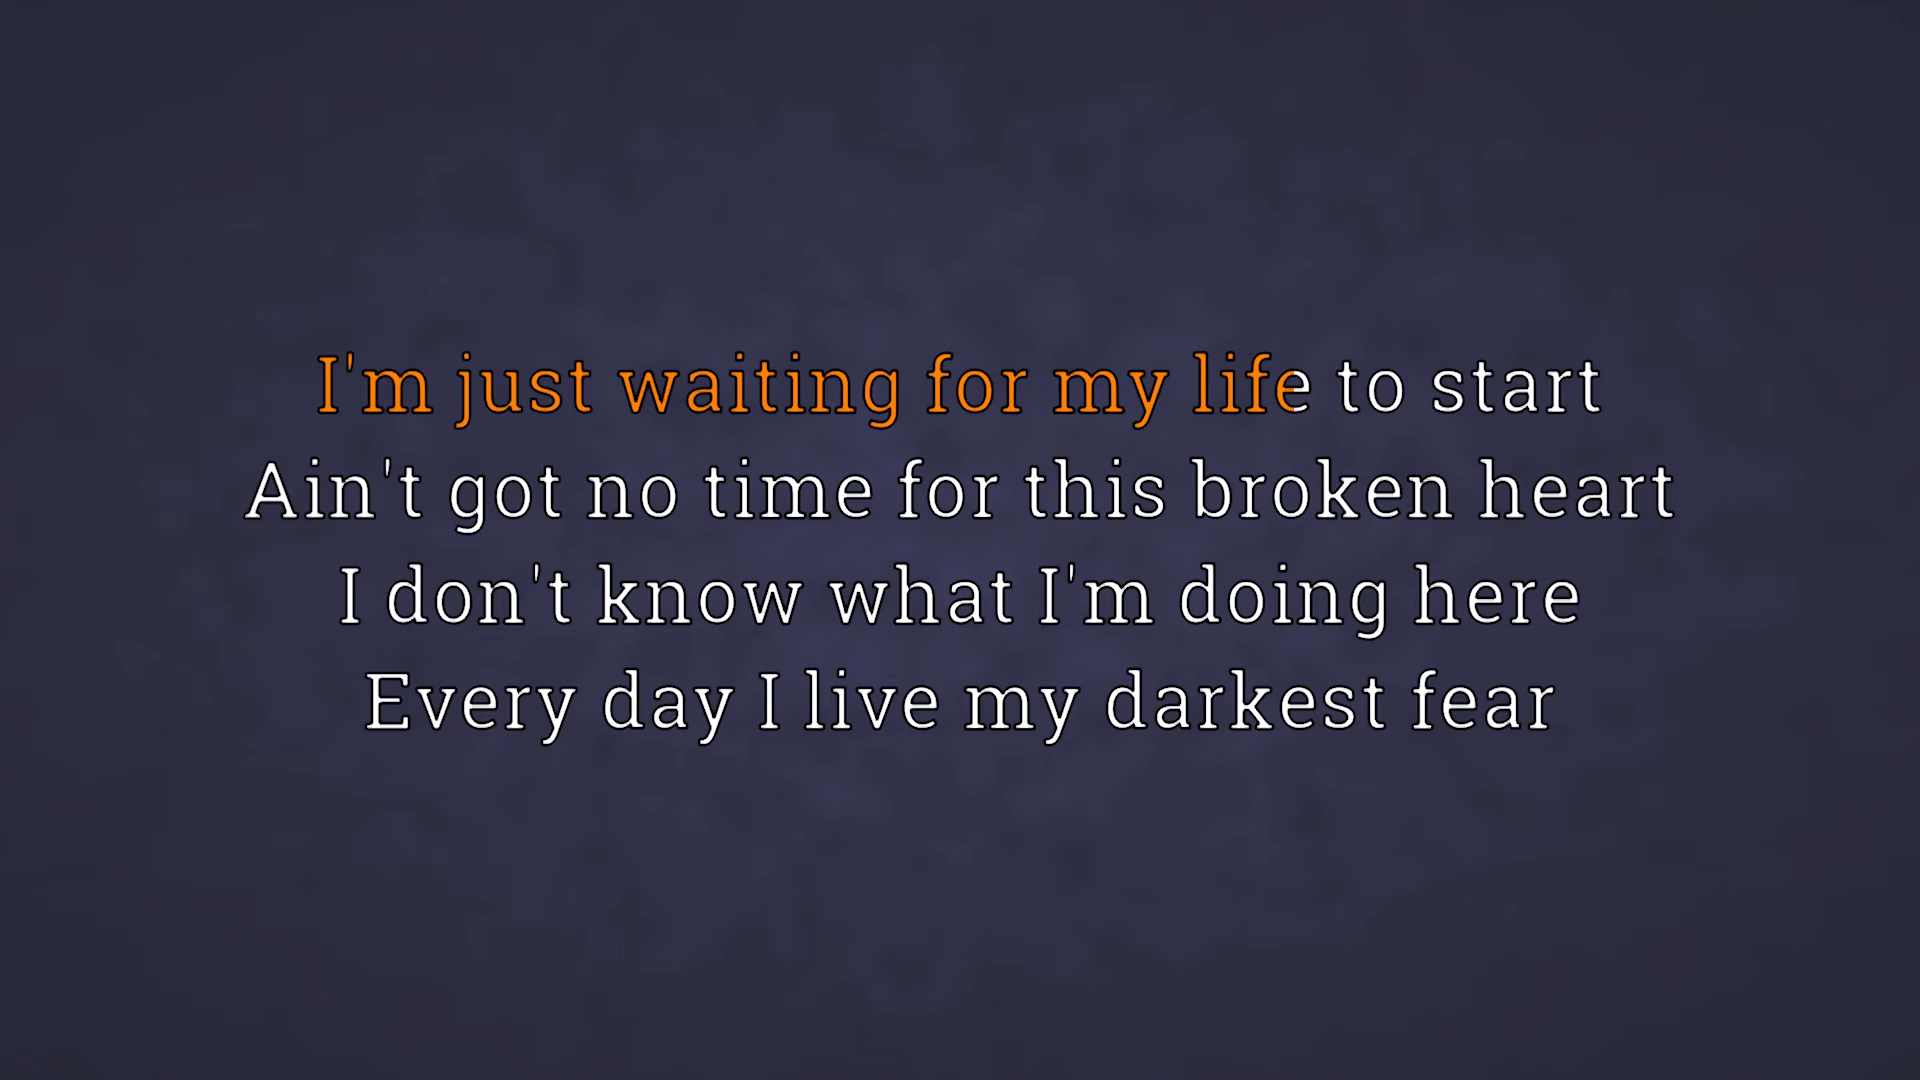 I'm just waiting for my life to start
Ain't got no time for this broken heart
I don't know what I'm doing here
Every day I live my darkest fear